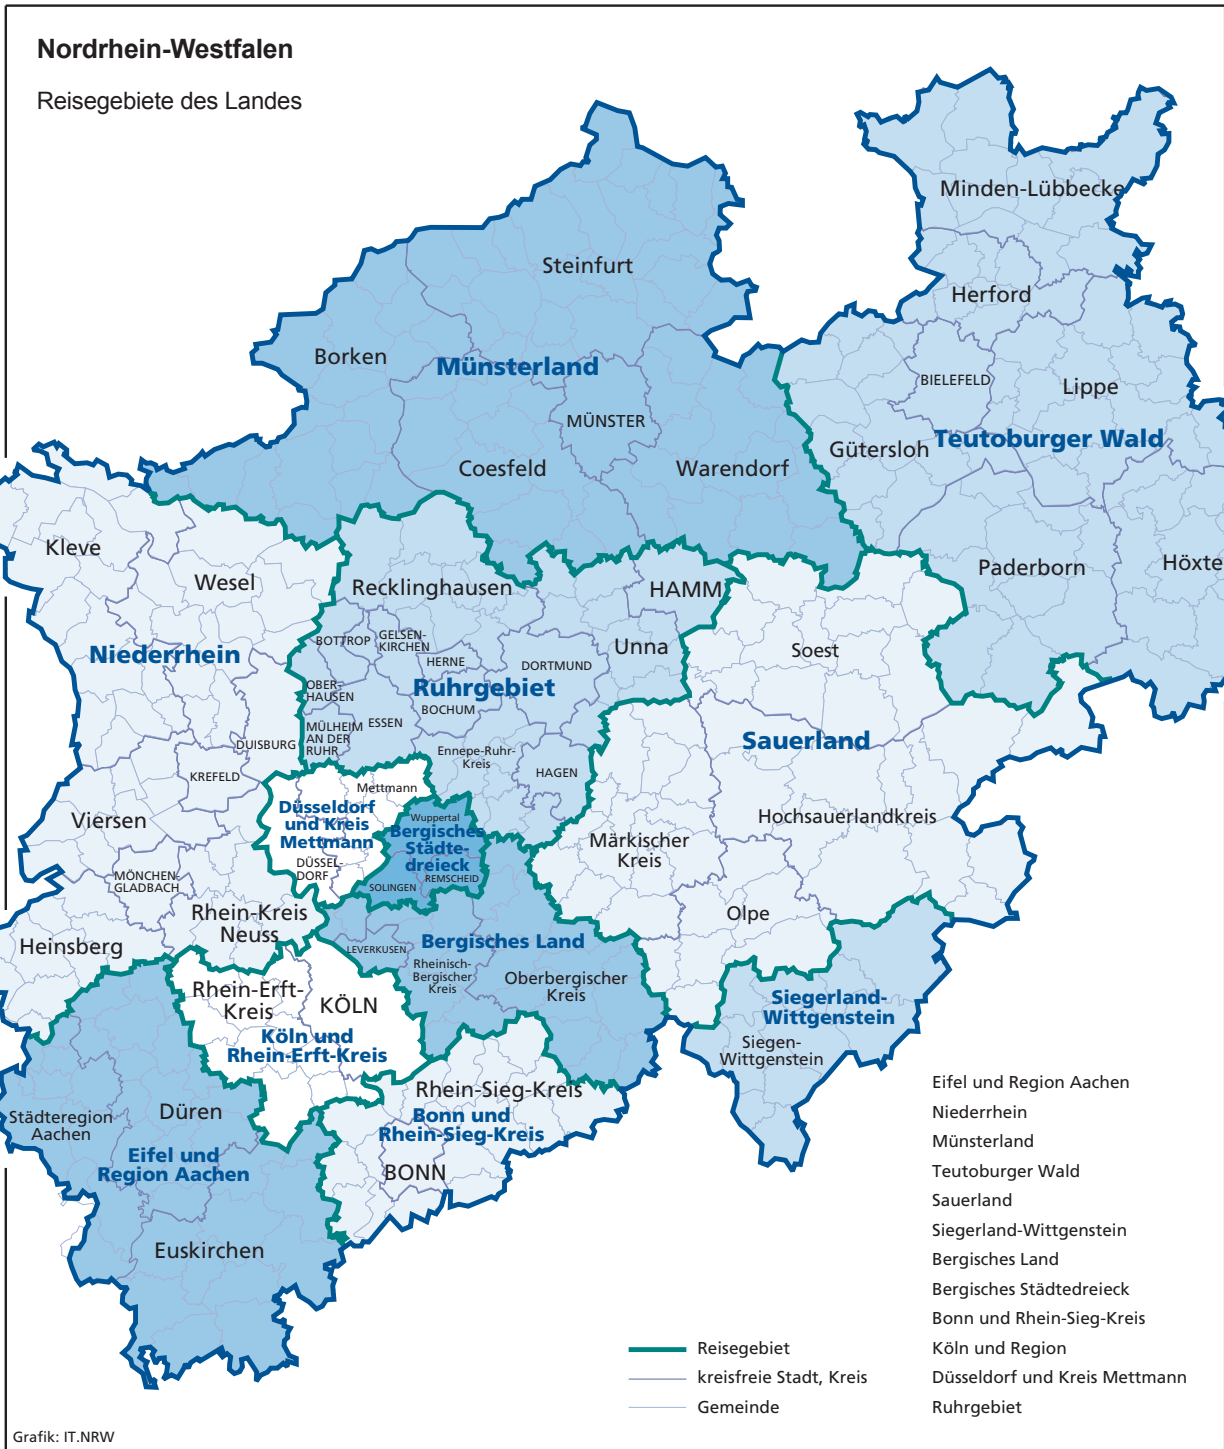 Nordrhein-Westfalen
Reisegebiete des Landes
Minden-Lübbecke
Steinfurt
Herford
Borken
Münsterland
BIELEFELD
Lippe
MÜNSTER
Teutoburger Wald
Gütersloh
Coesfeld
Warendorf
Kleve
Wesel
Recklinghausen
HAMM
Paderborn
Höxte
Niederrhein
BOTTROP
GELSEN-
KIRCHEN
HERNE
DORTMUND
Unna
Soest
OBER-
HAUSEN
Ruhrgebiet
BOCHUM
MÜLHEIM
AN DER
RUHR
ESSEN
DUISBURG
Ennepe-Ruhr-
Kreis
HAGEN
Sauerland
KREFELD
Mettmann
Düsseldorf
und Kreis
Mettmann
Viersen
Wuppertal
Bergisches
Städte-
dreieck
Hochsauerlandkreis
Märkischer
Kreis
MÖNCHEN-
GLADBACH
DÜSSEL-
DORF
SOLINGEN
REMSCHEID
Rhein-Kreis
Neuss
Olpe
Heinsberg
LEVERKUSEN
Bergisches Land
Rheinisch-
Bergischer
Kreis
Oberbergischer
Kreis
Rhein-Erft-
Kreis
KÖLN
Köln und
Rhein-Erft-Kreis
Siegerland-
Wittgenstein
Siegen-
Wittgenstein
Rhein-Sieg-Kreis
Bonn und
Rhein-Sieg-Kreis
BONN
Städteregion
Aachen
Düren
Eifel und
Region Aachen
Euskirchen
Eifel und Region Aachen
Niederrhein
Münsterland
Teutoburger Wald
Sauerland
Siegerland-Wittgenstein
Bergisches Land
Bergisches Städtedreieck
Bonn und Rhein-Sieg-Kreis
Köln und Region
Düsseldorf und Kreis Mettmann
Ruhrgebiet
Reisegebiet
kreisfreie Stadt, Kreis
Gemeinde
Grafik: IT.NRW